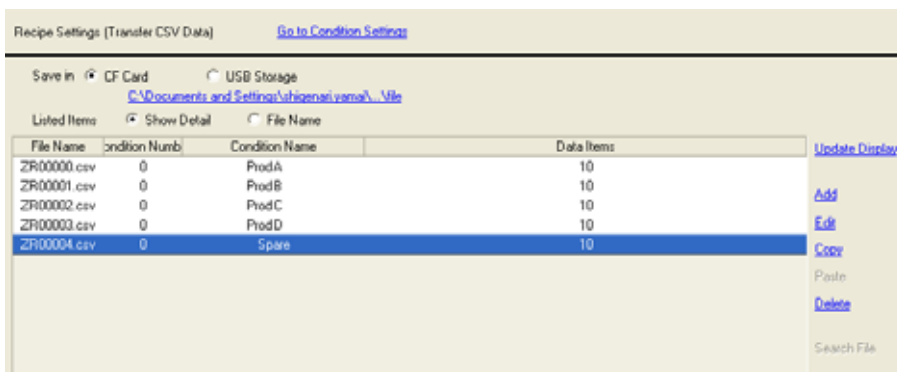 Recipe Settings (Transfer CSV Data) Go to Condition Settings
Save in CF Card USB Storage
C:\Documents and Settings\shigenari.yama\...\file
Listed Items Show Detail File Name
File Name ondition Numb Condition Name Data Items Update Display
ZR00000.csv 0 ProdA 10
ZR00001.csv 0 ProdB 10
Add
ZR00002.csv 0 ProdC 10
ZR00003.csv 0 ProdD 10
Edit
ZR00004.csv 0 Spare 10
Copy
Paste
Delete
Search File